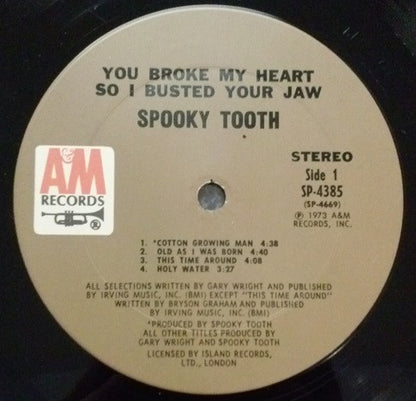 YOU BROKE MY HEART
SO I BUSTED YOUR JAW
SPOOKY TOOTH
A&M
RECORDS
®
STEREO
Side 1
SP-4385
(SP-4669)
℗ 1973 A&M
RECORDS, INC.
1. *COTTON GROWING MAN 4:38
2. OLD AS I WAS BORN 4:40
3. THIS TIME AROUND 4:08
4. HOLY WATER 3:27
ALL SELECTIONS WRITTEN BY GARY WRIGHT AND PUBLISHED
BY IRVING MUSIC, INC. (BMI) EXCEPT "THIS TIME AROUND"
WRITTEN BY BRYSON GRAHAM AND PUBLISHED
BY IRVING MUSIC, INC. (BMI)
*PRODUCED BY SPOOKY TOOTH
ALL OTHER TITLES PRODUCED BY
GARY WRIGHT AND SPOOKY TOOTH
LICENSED BY ISLAND RECORDS,
LTD., LONDON